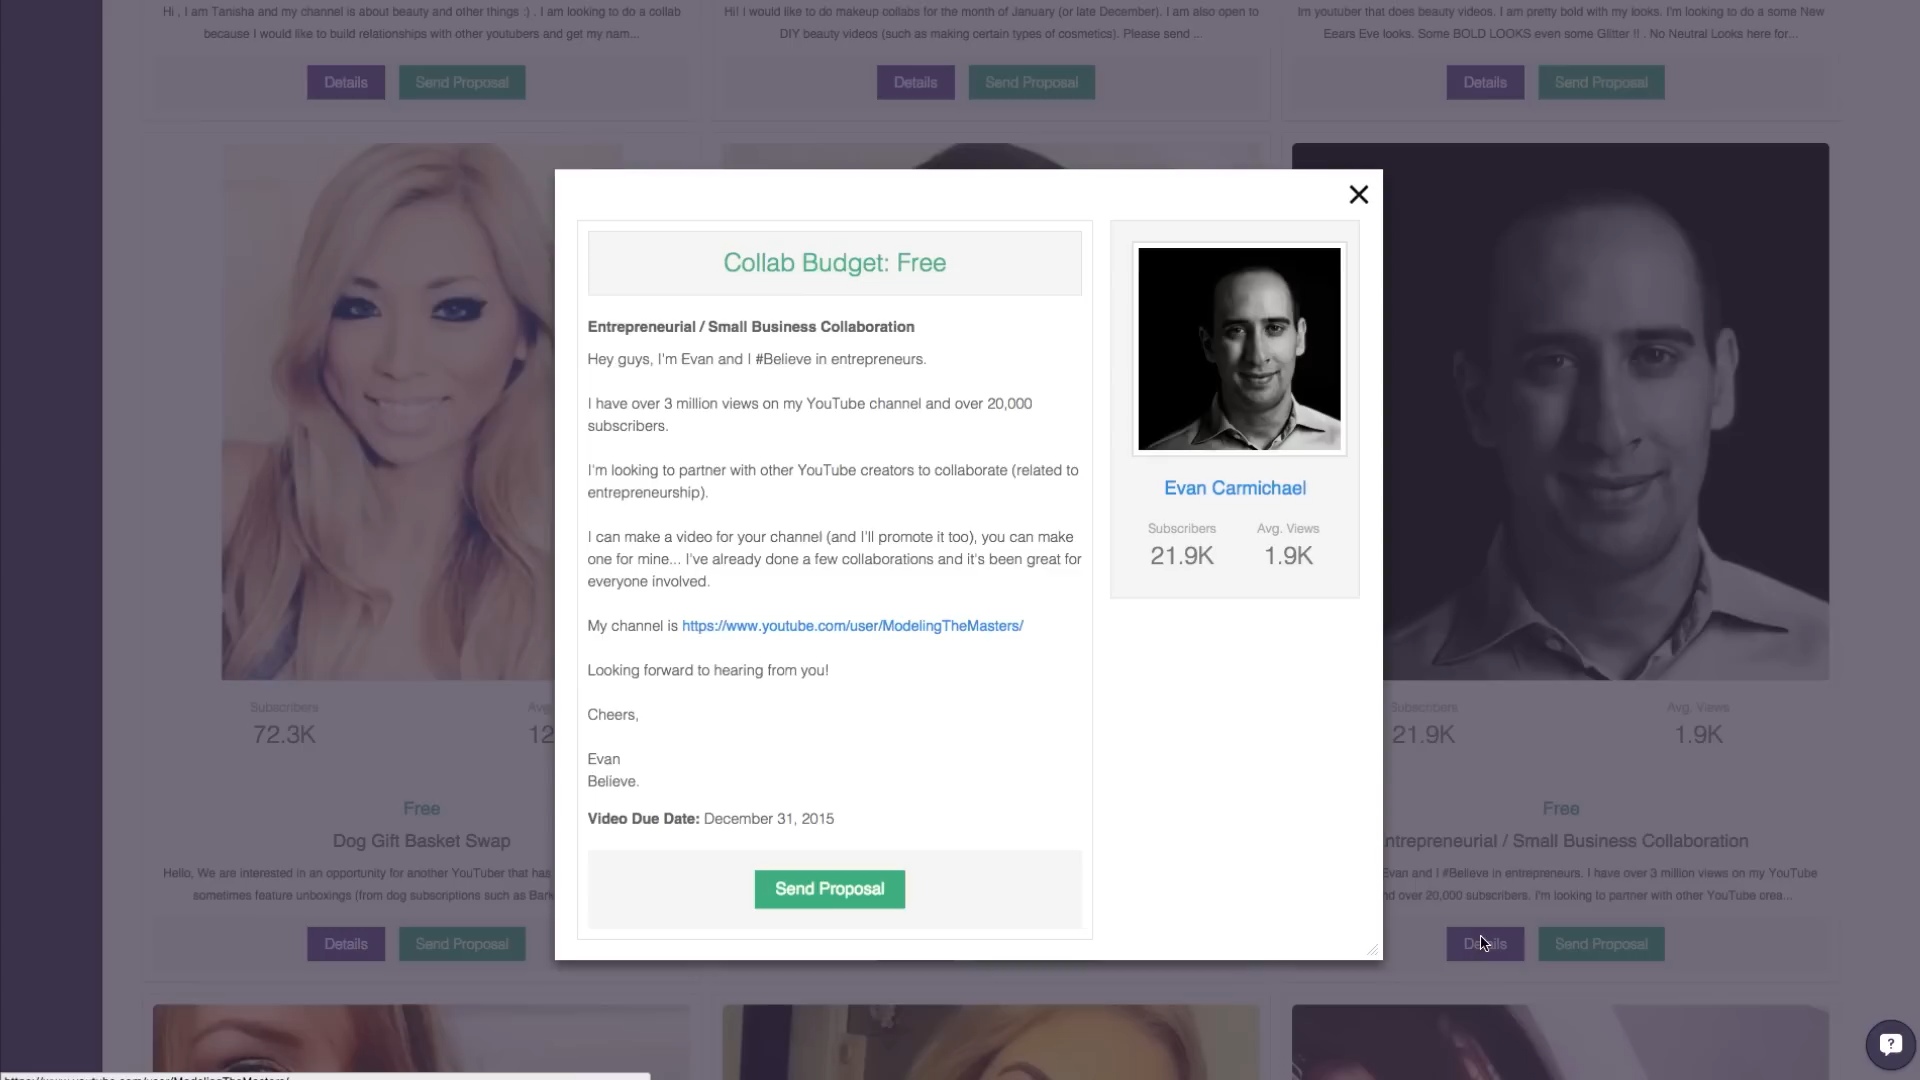 Hi , I am Tanisha and my channel is about beauty and other things :) . I am looking to do a collab
because I would like to build relationships with other youtubers and get my nam...
Details
Send Proposal
Hi! I would like to do makeup collabs for the month of January (or late December). I am also open to
DIY beauty videos (such as making certain types of cosmetics). Please send ...
Details
Send Proposal
Im youtuber that does beauty videos. I am pretty bold with my looks. I'm looking to do a some New
Eears Eve looks. Some BOLD LOOKS even some Glitter !! . No Neutral Looks here for...
Details
Send Proposal
Collab Budget: Free
Entrepreneurial / Small Business Collaboration
Hey guys, I'm Evan and I #Believe in entrepreneurs.
I have over 3 million views on my YouTube channel and over 20,000
subscribers.
I'm looking to partner with other YouTube creators to collaborate (related to
entrepreneurship).
I can make a video for your channel (and I'll promote it too), you can make
one for mine... I've already done a few collaborations and it's been great for
everyone involved.
My channel is https://www.youtube.com/user/ModelingTheMasters/
Looking forward to hearing from you!
Cheers,
Evan
Believe.
Video Due Date: December 31, 2015
Send Proposal
Evan Carmichael
Subscribers
Avg. Views
21.9K
1.9K
Subscribers
72.3K
12
Free
Dog Gift Basket Swap
Hello, We are interested in an opportunity for another YouTuber that has
sometimes feature unboxings (from dog subscriptions such as Bark
Details
Send Proposal
Subscribers
Avg. Views
21.9K
1.9K
Free
ntrepreneurial / Small Business Collaboration
Evan and I #Believe in entrepreneurs. I have over 3 million views on my YouTube
nd over 20,000 subscribers. I'm looking to partner with other YouTube crea...
Details
Send Proposal